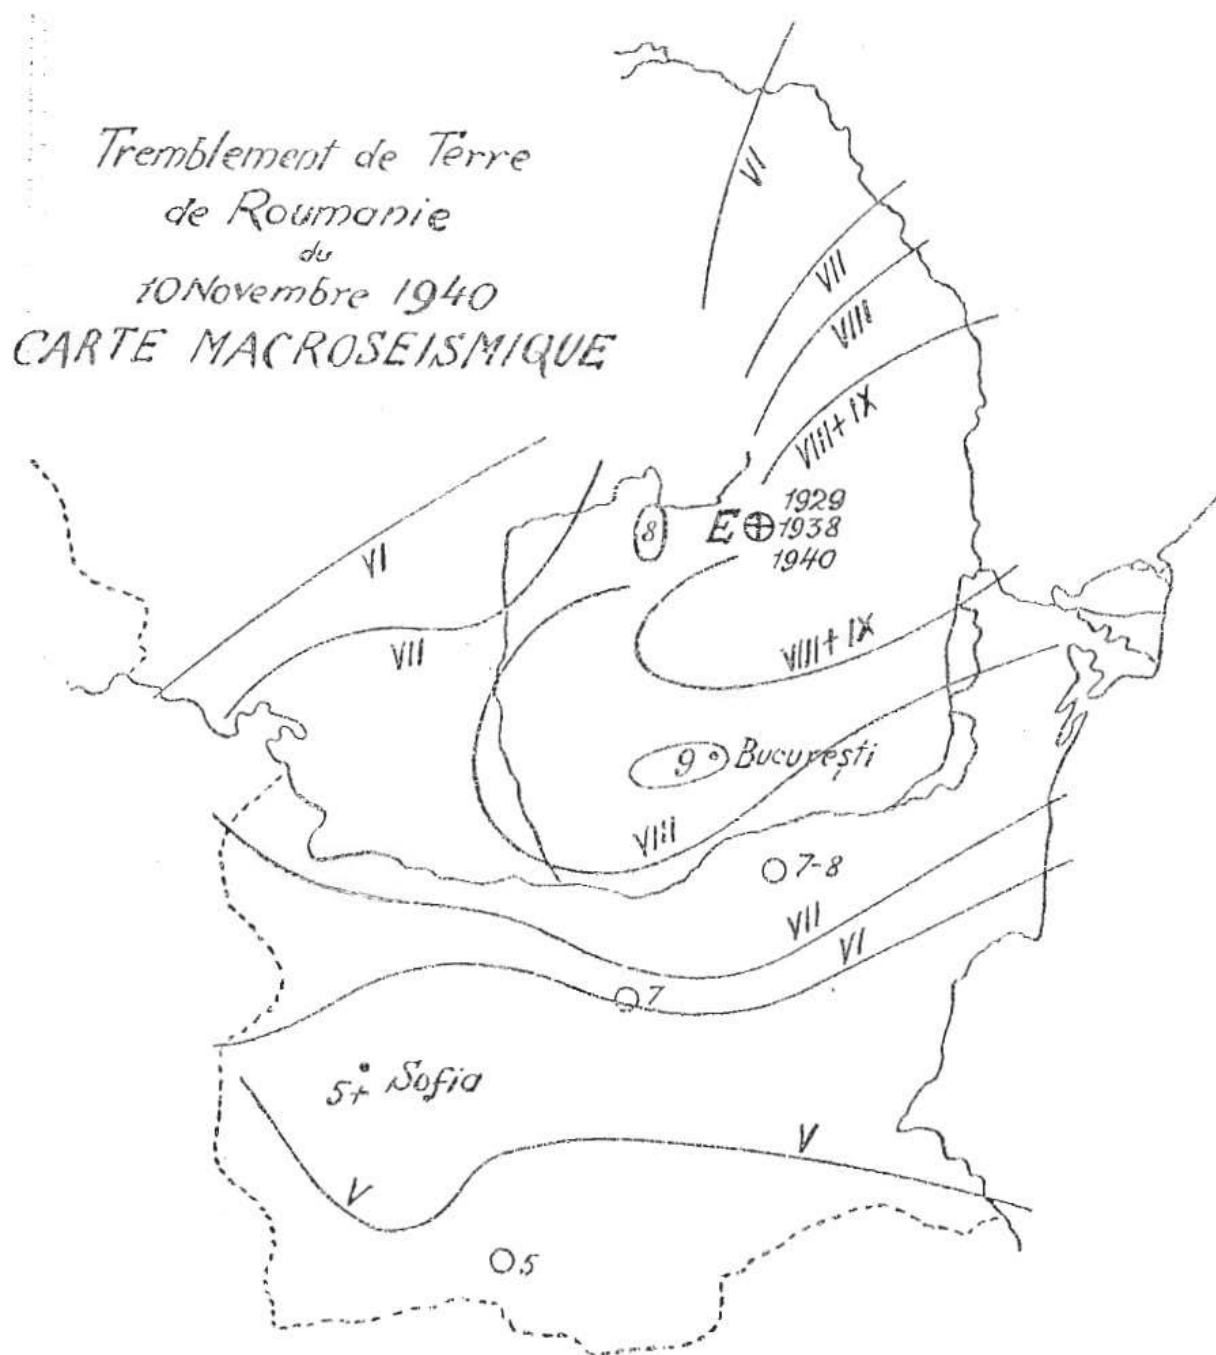 Tremblement de Terre
de Roumanie
du
10 Novembre 1940
CARTE MACROSEISMIQUE
VI
VII
VIII
VIII+IX
1929
E 1938
1940
8
VI
VII
VIII+IX
9 București
VIII
7-8
VII
VI
7
5+ Sofia
V
V
5